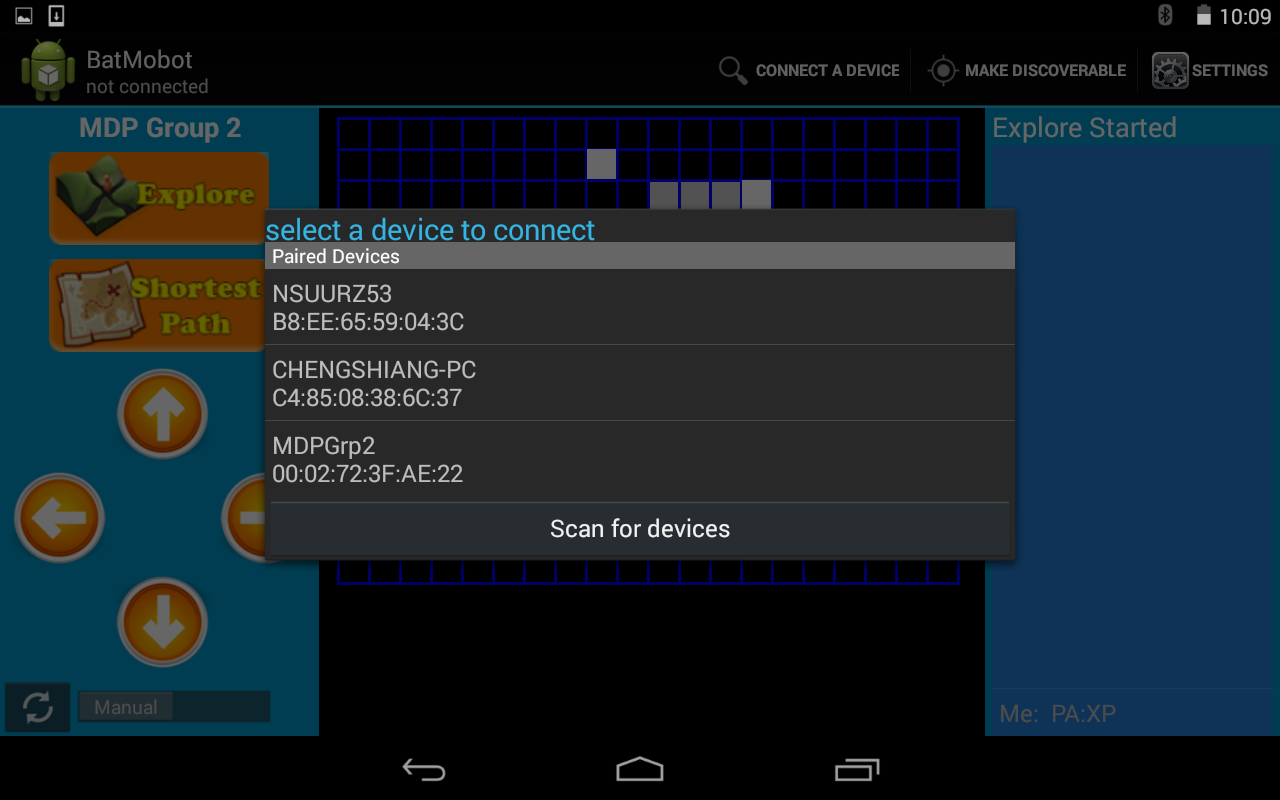 10:09
BatMobot
not connected
CONNECT A DEVICE
MAKE DISCOVERABLE
SETTINGS
MDP Group 2
Explore
Shortest
Path
Manual
Explore Started
select a device to connect
Paired Devices
NSUURZ53
B8:EE:65:59:04:3C
CHENGSHIANG-PC
C4:85:08:38:6C:37
MDPGrp2
00:02:72:3F:AE:22
Scan for devices
Me: PA:XP